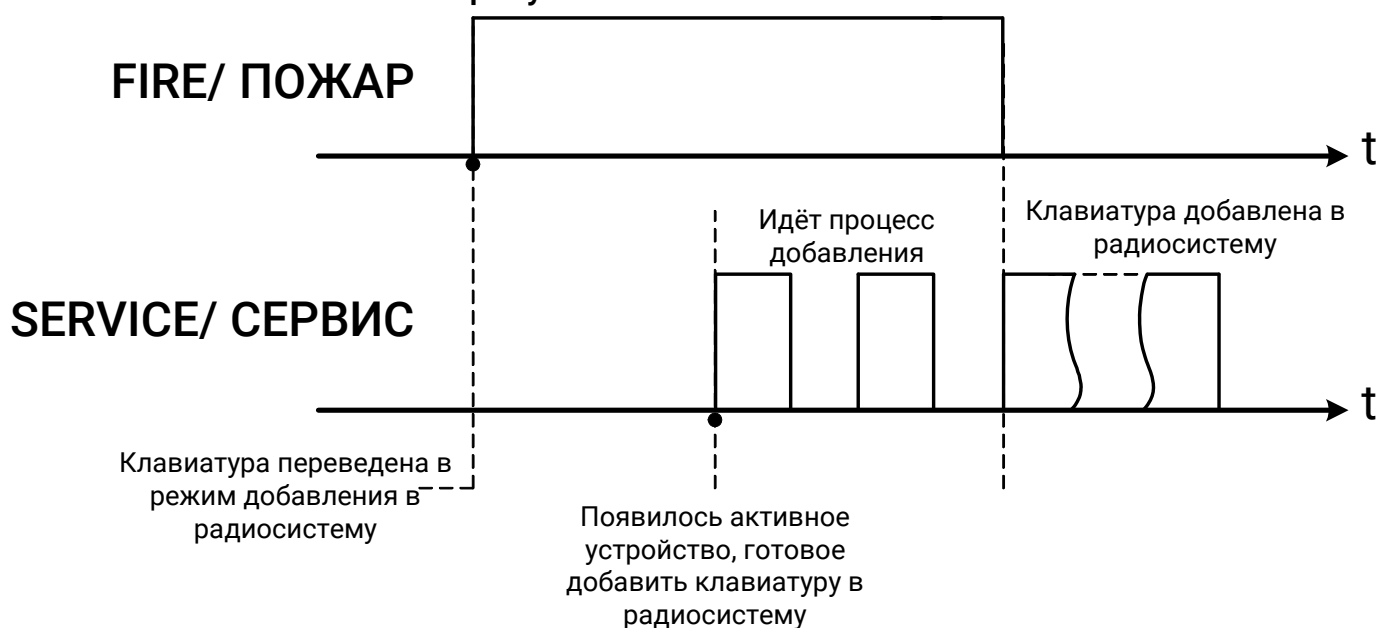 FIRE/ ПОЖАР
t
Идёт процесс
добавления
Клавиатура добавлена в
радиосистему
SERVICE/ СЕРВИС
t
Клавиатура переведена в
режим добавления в
радиосистему
Появилось активное
устройство, готовое
добавить клавиатуру в
радиосистему